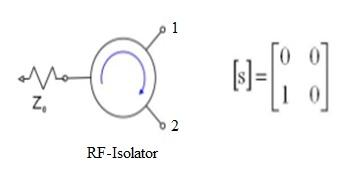 1
[s] = [0 0
1 0]
Z₀
2
RF-Isolator